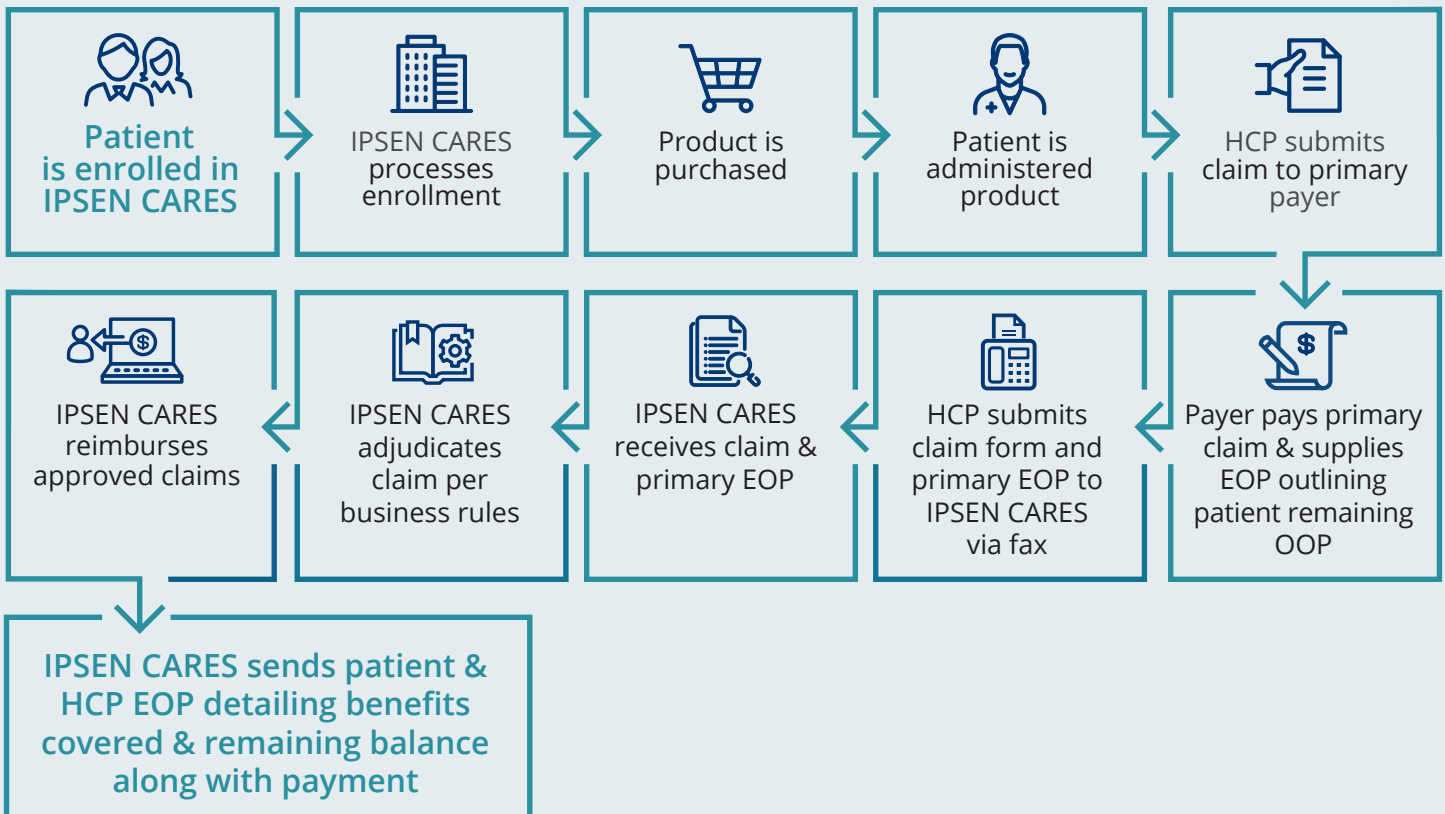 Patient
is enrolled in
IPSEN CARES
IPSEN CARES
processes
enrollment
Product is
purchased
Patient is
administered
product
HCP submits
claim to primary
payer
$
Payer pays primary
claim & supplies
EOP outlining
patient remaining
OOP
HCP submits
claim form and
primary EOP to
IPSEN CARES
via fax
IPSEN CARES
receives claim &
primary EOP
IPSEN CARES
adjudicates
claim per
business rules
$
IPSEN CARES
reimburses
approved claims
IPSEN CARES sends patient &
HCP EOP detailing benefits
covered & remaining balance
along with payment